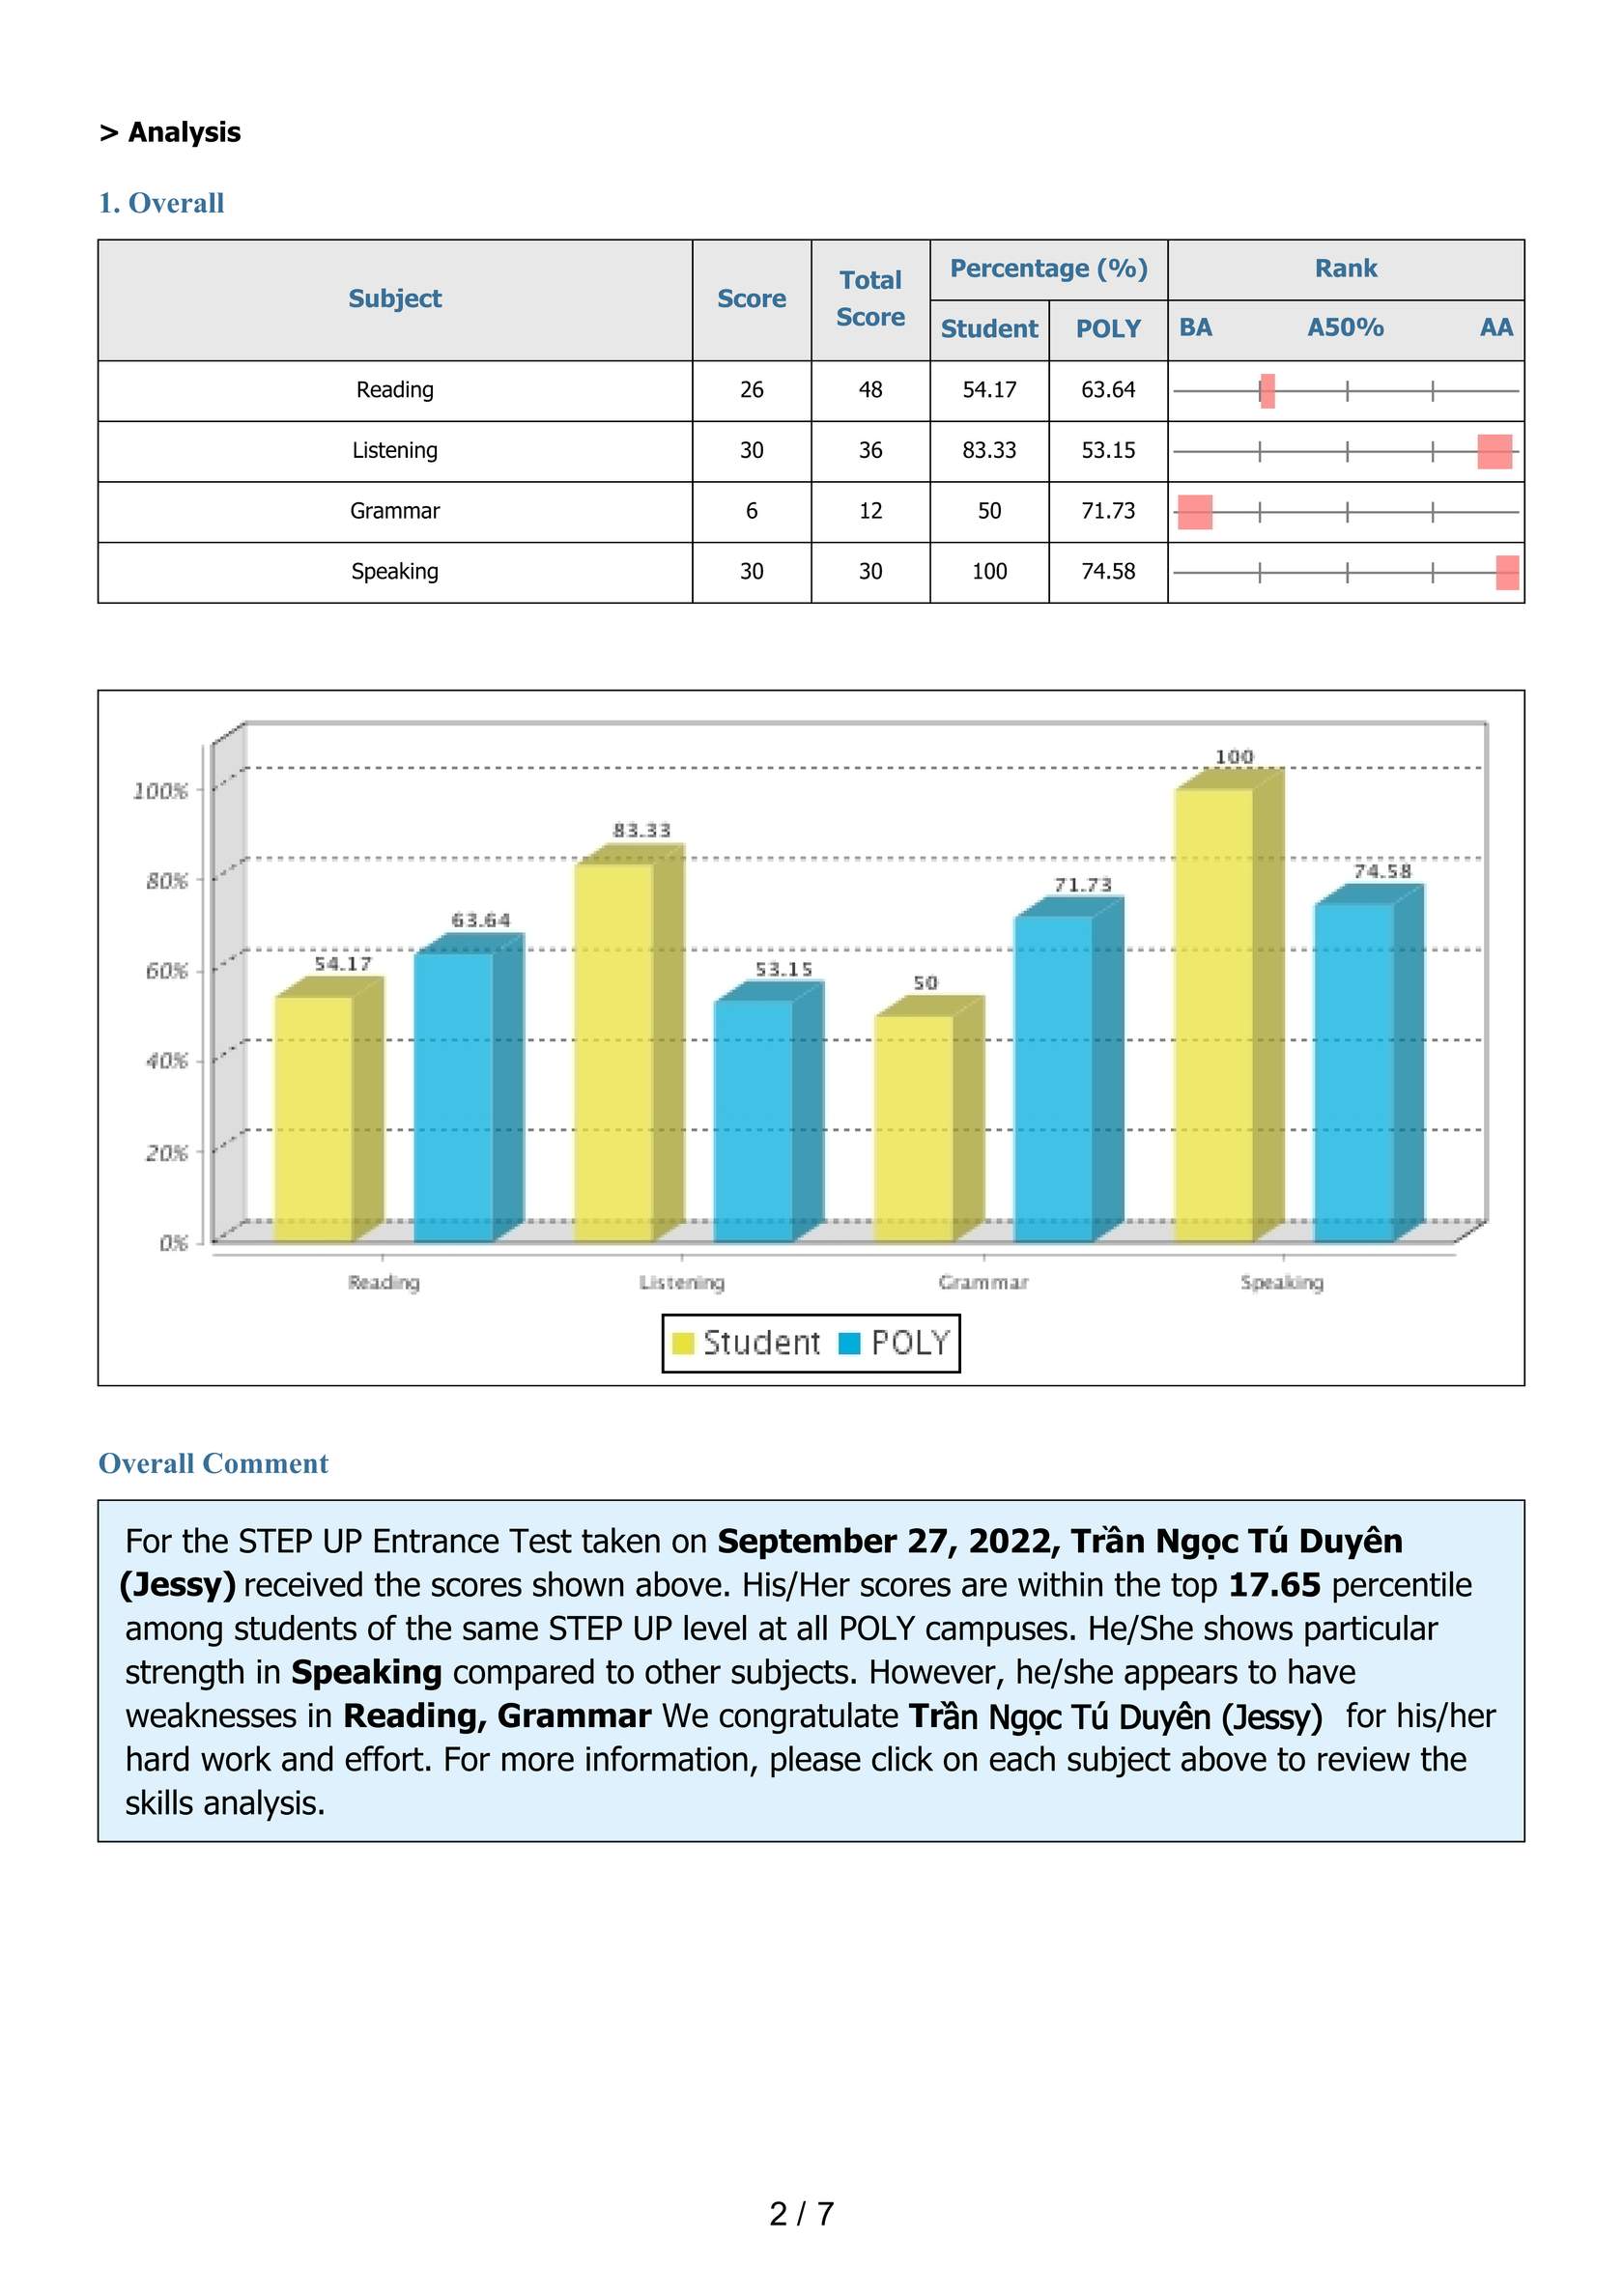 > Analysis
1. Overall
Subject Score Total Score Percentage (%) Rank
Student POLY BA A50% AA
Reading 26 48 54.17 63.64
Listening 30 36 83.33 53.15
Grammar 6 12 50 71.73
Speaking 30 30 100 74.58
100%
80%
60%
40%
20%
0%
54.17 63.64 83.33 53.15 50 71.73 100 74.58
Reading Listening Grammar Speaking
Student POLY
Overall Comment
For the STEP UP Entrance Test taken on September 27, 2022, Trần Ngọc Tú Duyên
(Jessy) received the scores shown above. His/Her scores are within the top 17.65 percentile
among students of the same STEP UP level at all POLY campuses. He/She shows particular
strength in Speaking compared to other subjects. However, he/she appears to have
weaknesses in Reading, Grammar We congratulate Trần Ngọc Tú Duyên (Jessy) for his/her
hard work and effort. For more information, please click on each subject above to review the
skills analysis.
2 / 7